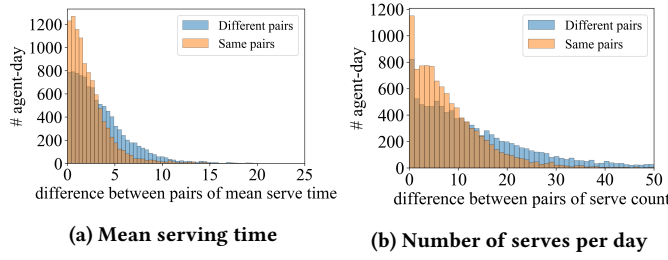 1200
1000
800
600
400
200
0
# agent-day
Different pairs
Same pairs
0 5 10 15 20 25
difference between pairs of mean serve time
(a) Mean serving time
1200
1000
800
600
400
200
0
# agent-day
Different pairs
Same pairs
0 10 20 30 40 50
difference between pairs of serve count
(b) Number of serves per day